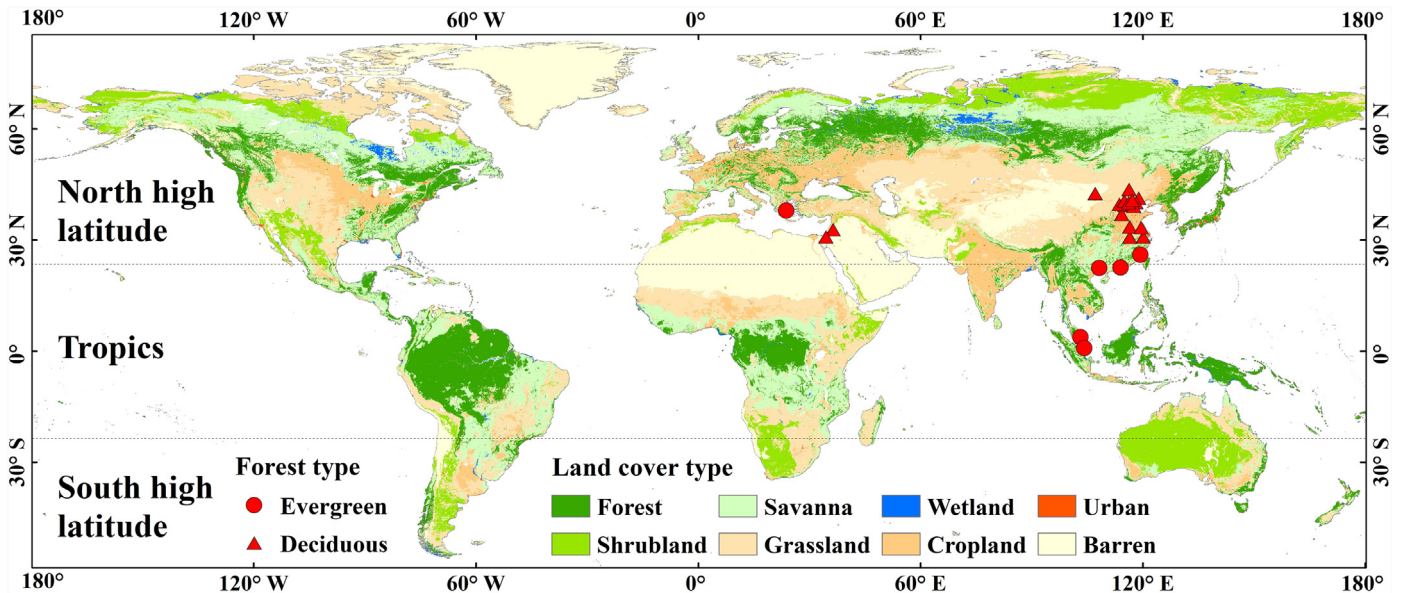 180° 120° W 60° W 0° 60° E 120° E 180°
60° N 60° N
North high
latitude
30° N 30° N
Tropics
0° 0°
30° S 30° S
South high
latitude
Forest type
Evergreen
Deciduous
Land cover type
Forest Savanna Wetland Urban
Shrubland Grassland Cropland Barren
180° 120° W 60° W 0° 60° E 120° E 180°